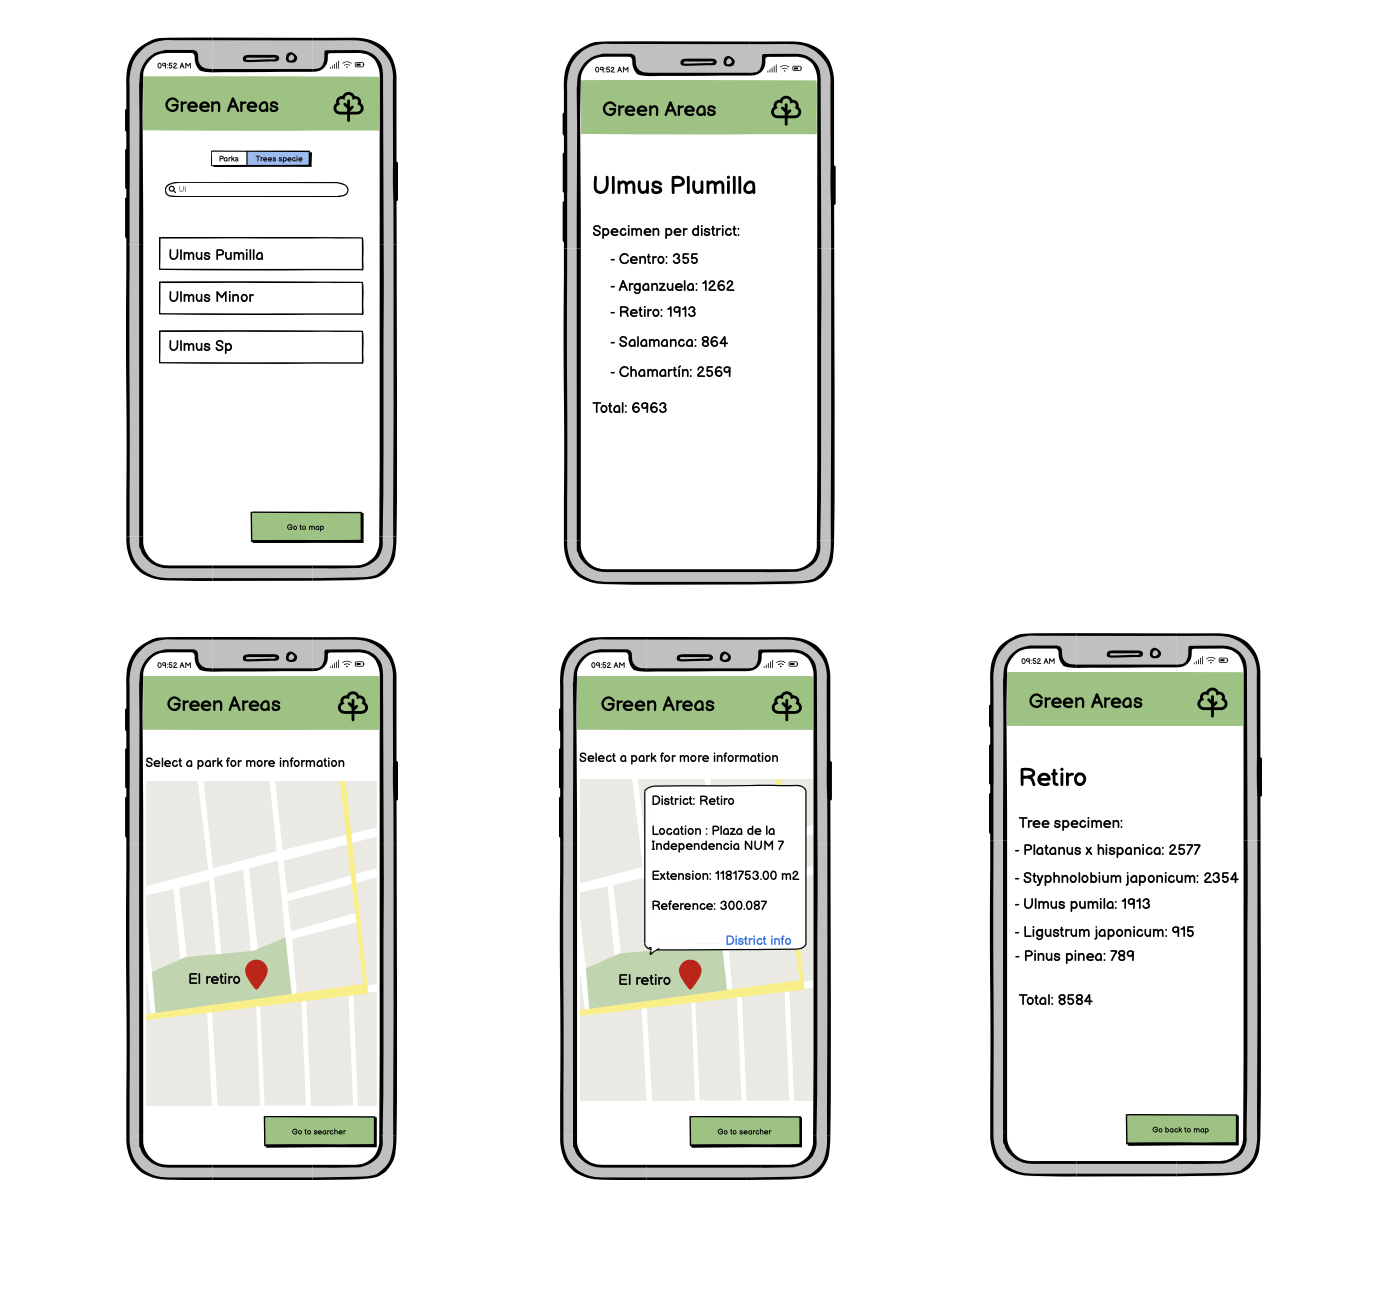 09:52 AM
Green Areas
Parks
Trees specie
Ul
Ulmus Pumilla
Ulmus Minor
Ulmus Sp
Go to map
09:52 AM
Green Areas
Ulmus Plumilla
Specimen per district:
- Centro: 355
- Arganzuela: 1262
- Retiro: 1913
- Salamanca: 864
- Chamartín: 2569
Total: 6963
09:52 AM
Green Areas
Select a park for more information
El retiro
Go to searcher
09:52 AM
Green Areas
Select a park for more information
District: Retiro
Location : Plaza de la
Independencia NUM 7
Extension: 1181753.00 m2
Reference: 300.087
District info
El retiro
Go to searcher
09:52 AM
Green Areas
Retiro
Tree specimen:
- Platanus x hispanica: 2577
- Styphnolobium japonicum: 2354
- Ulmus pumila: 1913
- Ligustrum japonicum: 915
- Pinus pinea: 789
Total: 8584
Go back to map